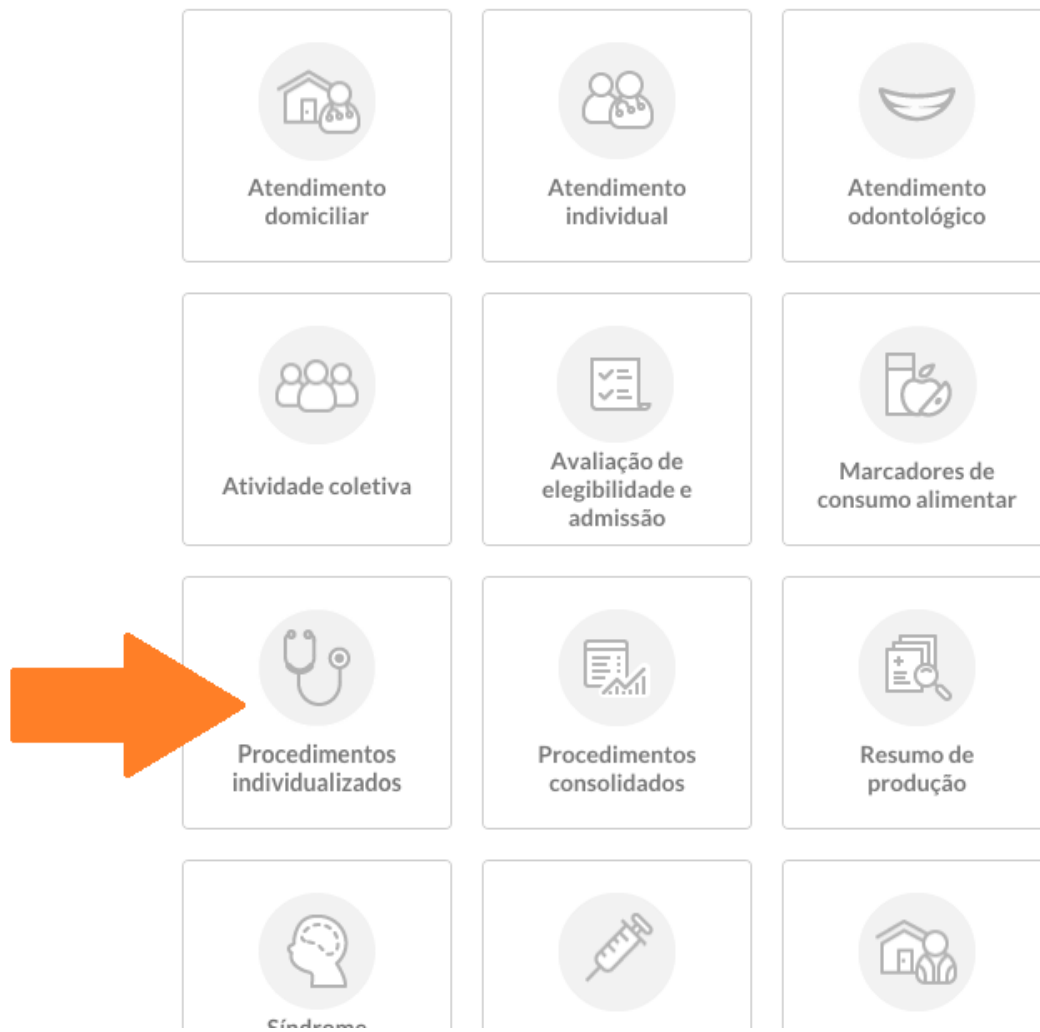 Atendimento
domiciliar
Atendimento
individual
Atendimento
odontológico
Atividade coletiva
Avaliação de
elegibilidade e
admissão
Marcadores de
consumo alimentar
Procedimentos
individualizados
Procedimentos
consolidados
Resumo de
produção
Síndrome